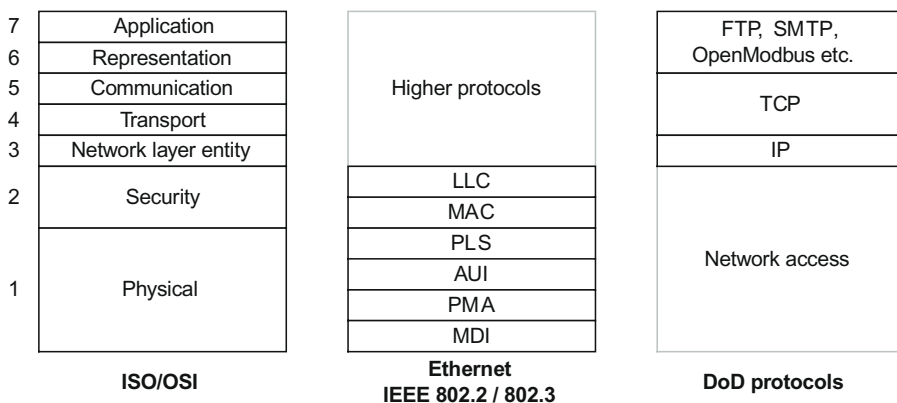 7
Application
6
Representation
5
Communication
4
Transport
3
Network layer entity
2
Security
1
Physical
ISO/OSI
Higher protocols
LLC
MAC
PLS
AUI
PMA
MDI
Ethernet
IEEE 802.2 / 802.3
FTP, SMTP,
OpenModbus etc.
TCP
IP
Network access
DoD protocols